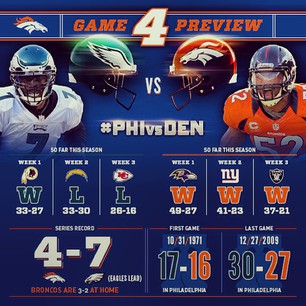 GAME 4 PREVIEW
VS
#PHIvsDEN
7
52
SO FAR THIS SEASON
SO FAR THIS SEASON
WEEK 1 WEEK 2 WEEK 3
W L L
33-27 33-30 26-16
WEEK 1 WEEK 2 WEEK 3
ny
W W W
49-27 41-23 37-21
SERIES RECORD
4-7
(EAGLES LEAD)
BRONCOS ARE 3-2 AT HOME
FIRST GAME
10/31/1971
17-16
IN PHILADELPHIA
LAST GAME
12/27/2009
30-27
IN PHILADELPHIA